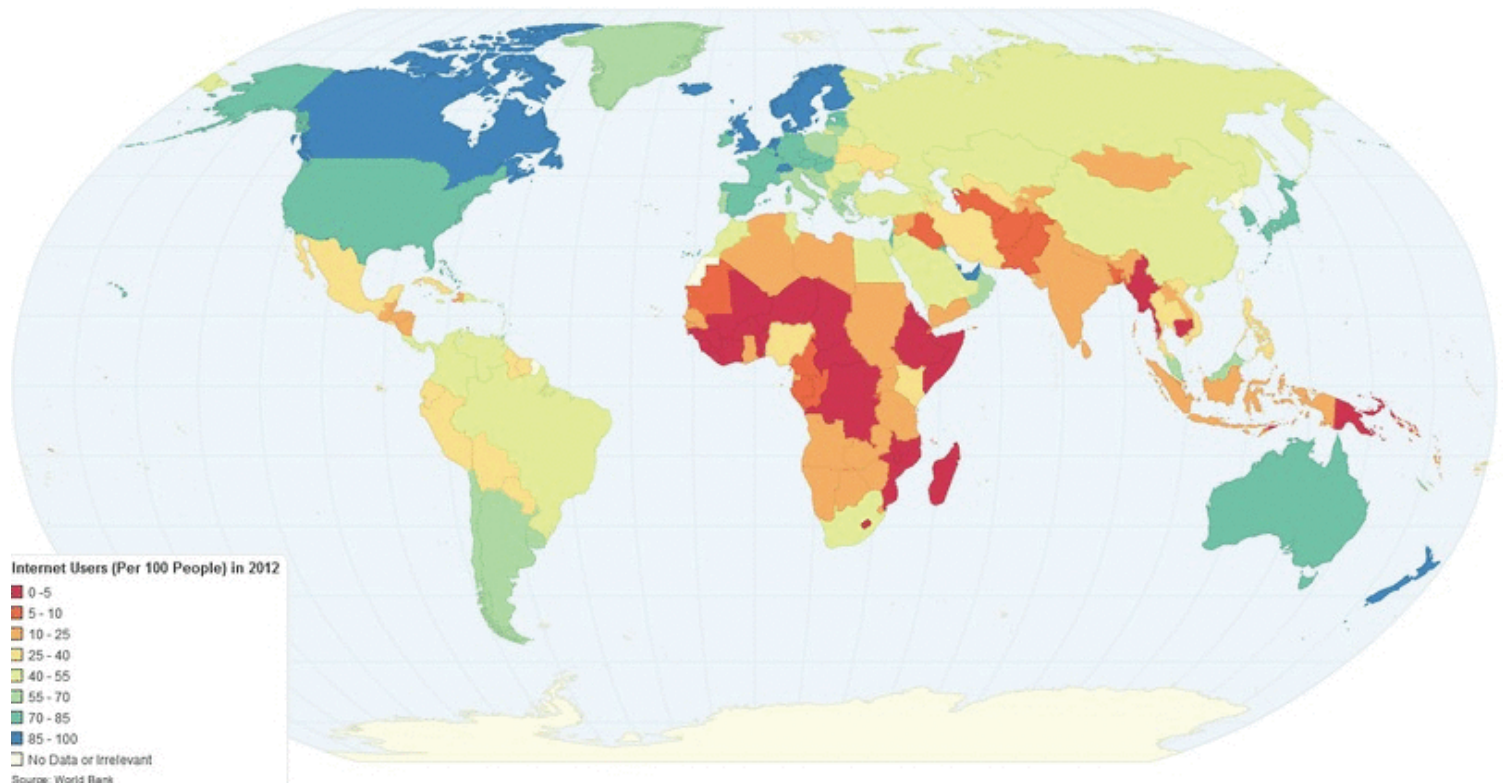 Internet Users (Per 100 People) in 2012
0 -5
5 - 10
10 - 25
25 - 40
40 - 55
55 - 70
70 - 85
85 - 100
No Data or Irrelevant
Source: World Bank